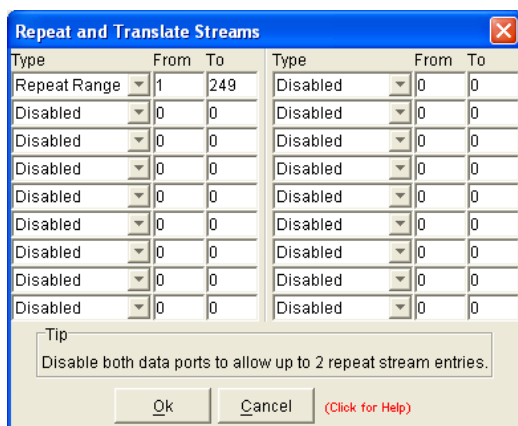 Repeat and Translate Streams
Type From To Type From To
Repeat Range 1 249 Disabled 0 0
Disabled 0 0 Disabled 0 0
Disabled 0 0 Disabled 0 0
Disabled 0 0 Disabled 0 0
Disabled 0 0 Disabled 0 0
Disabled 0 0 Disabled 0 0
Disabled 0 0 Disabled 0 0
Disabled 0 0 Disabled 0 0
Disabled 0 0 Disabled 0 0
Tip
Disable both data ports to allow up to 2 repeat stream entries.
Ok Cancel (Click for Help)